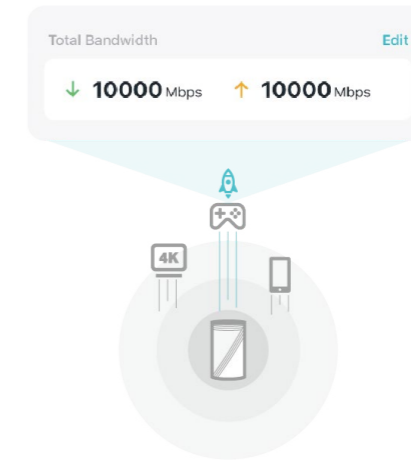 Total Bandwidth Edit
↓ 10000 Mbps ↑ 10000 Mbps
4K